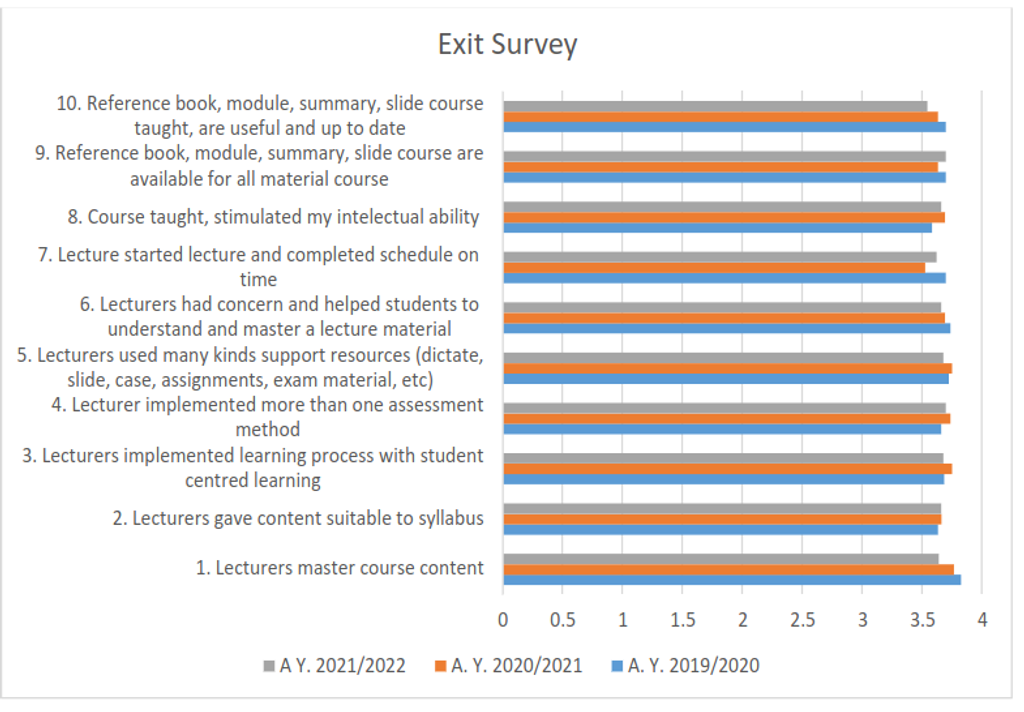 Exit Survey
10. Reference book, module, summary, slide course
taught, are useful and up to date
9. Reference book, module, summary, slide course are
available for all material course
8. Course taught, stimulated my intelectual ability
7. Lecture started lecture and completed schedule on
time
6. Lecturers had concern and helped students to
understand and master a lecture material
5. Lecturers used many kinds support resources (dictate,
slide, case, assignments, exam material, etc)
4. Lecturer implemented more than one assessment
method
3. Lecturers implemented learning process with student
centred learning
2. Lecturers gave content suitable to syllabus
1. Lecturers master course content
0 0.5 1 1.5 2 2.5 3 3.5 4
A Y. 2021/2022 A. Y. 2020/2021 A. Y. 2019/2020